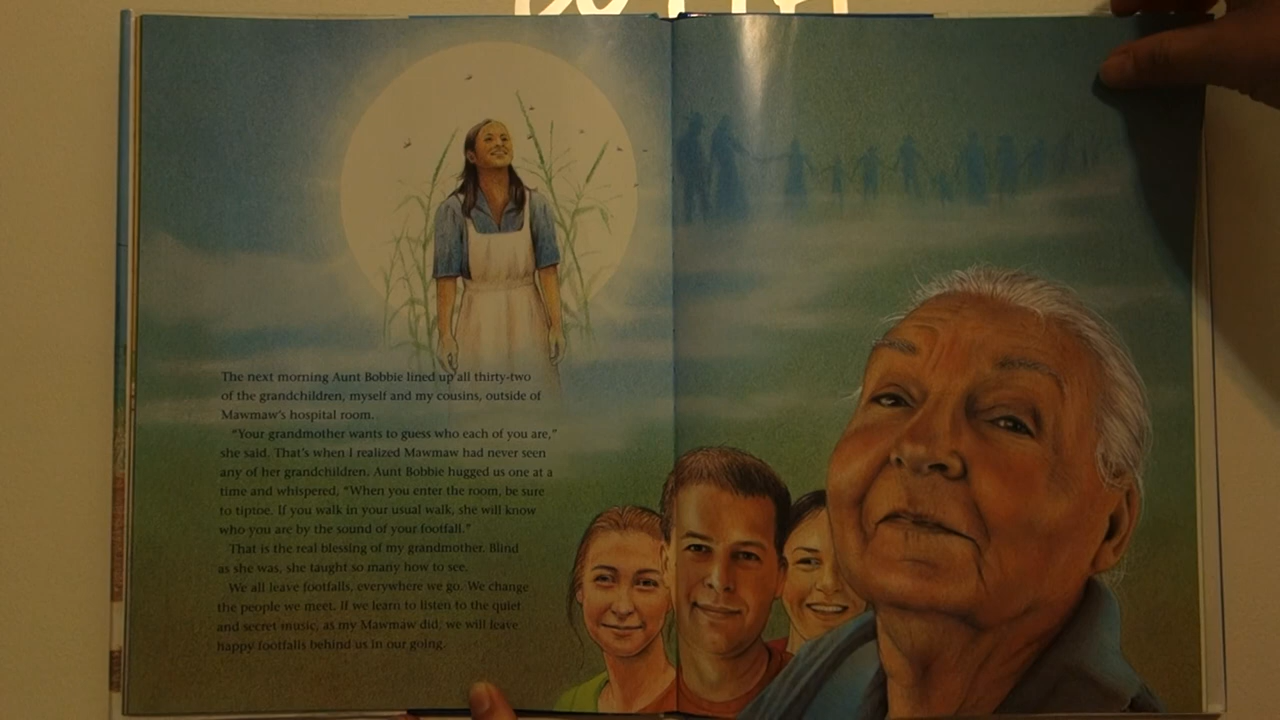 The next morning Aunt Bobbie lined up all thirty-two
of the grandchildren, myself and my cousins, outside of
Mawmaw's hospital room.
"Your grandmother wants to guess who each of you are,"
she said. That's when I realized Mawmaw had never seen
any of her grandchildren. Aunt Bobbie hugged us one at a
time and whispered, "When you enter the room, be sure
to tiptoe. If you walk in your usual walk, she will know
who you are by the sound of your footfall."
That is the real blessing of my grandmother. Blind
as she was, she taught so many how to see.
We all leave footfalls, everywhere we go. We change
the people we meet. If we learn to listen to the quiet
and secret music, as my Mawmaw did, we will leave
happy footfalls behind us in our going.